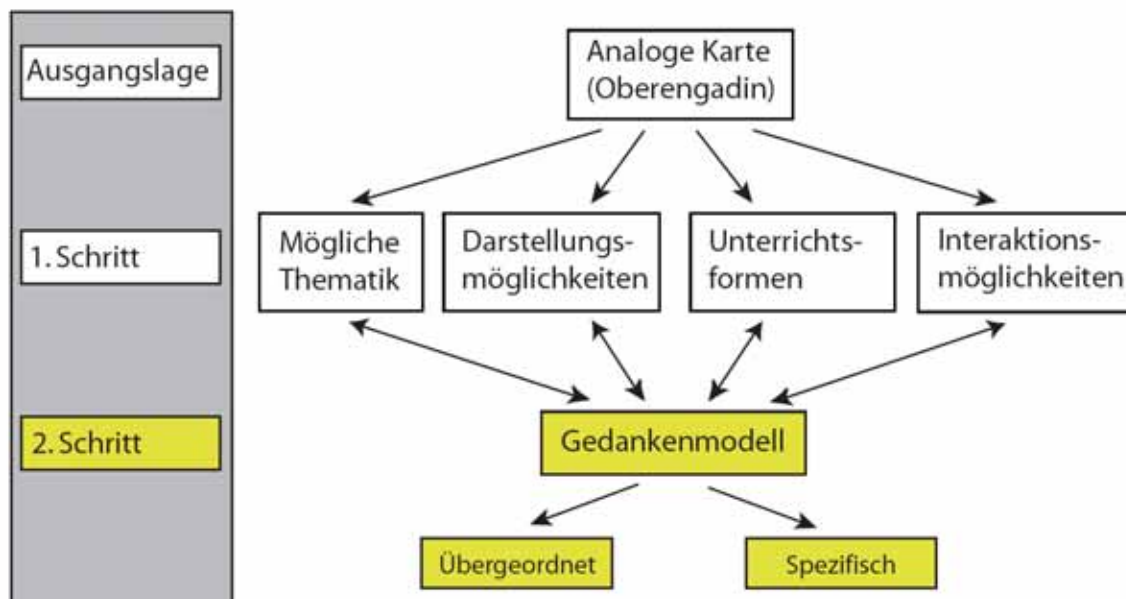 Ausgangslage
Analoge Karte
(Oberengadin)
1. Schritt
Mögliche
Thematik
Darstellungs-
möglichkeiten
Unterrichts-
formen
Interaktions-
möglichkeiten
2. Schritt
Gedankenmodell
Übergeordnet
Spezifisch